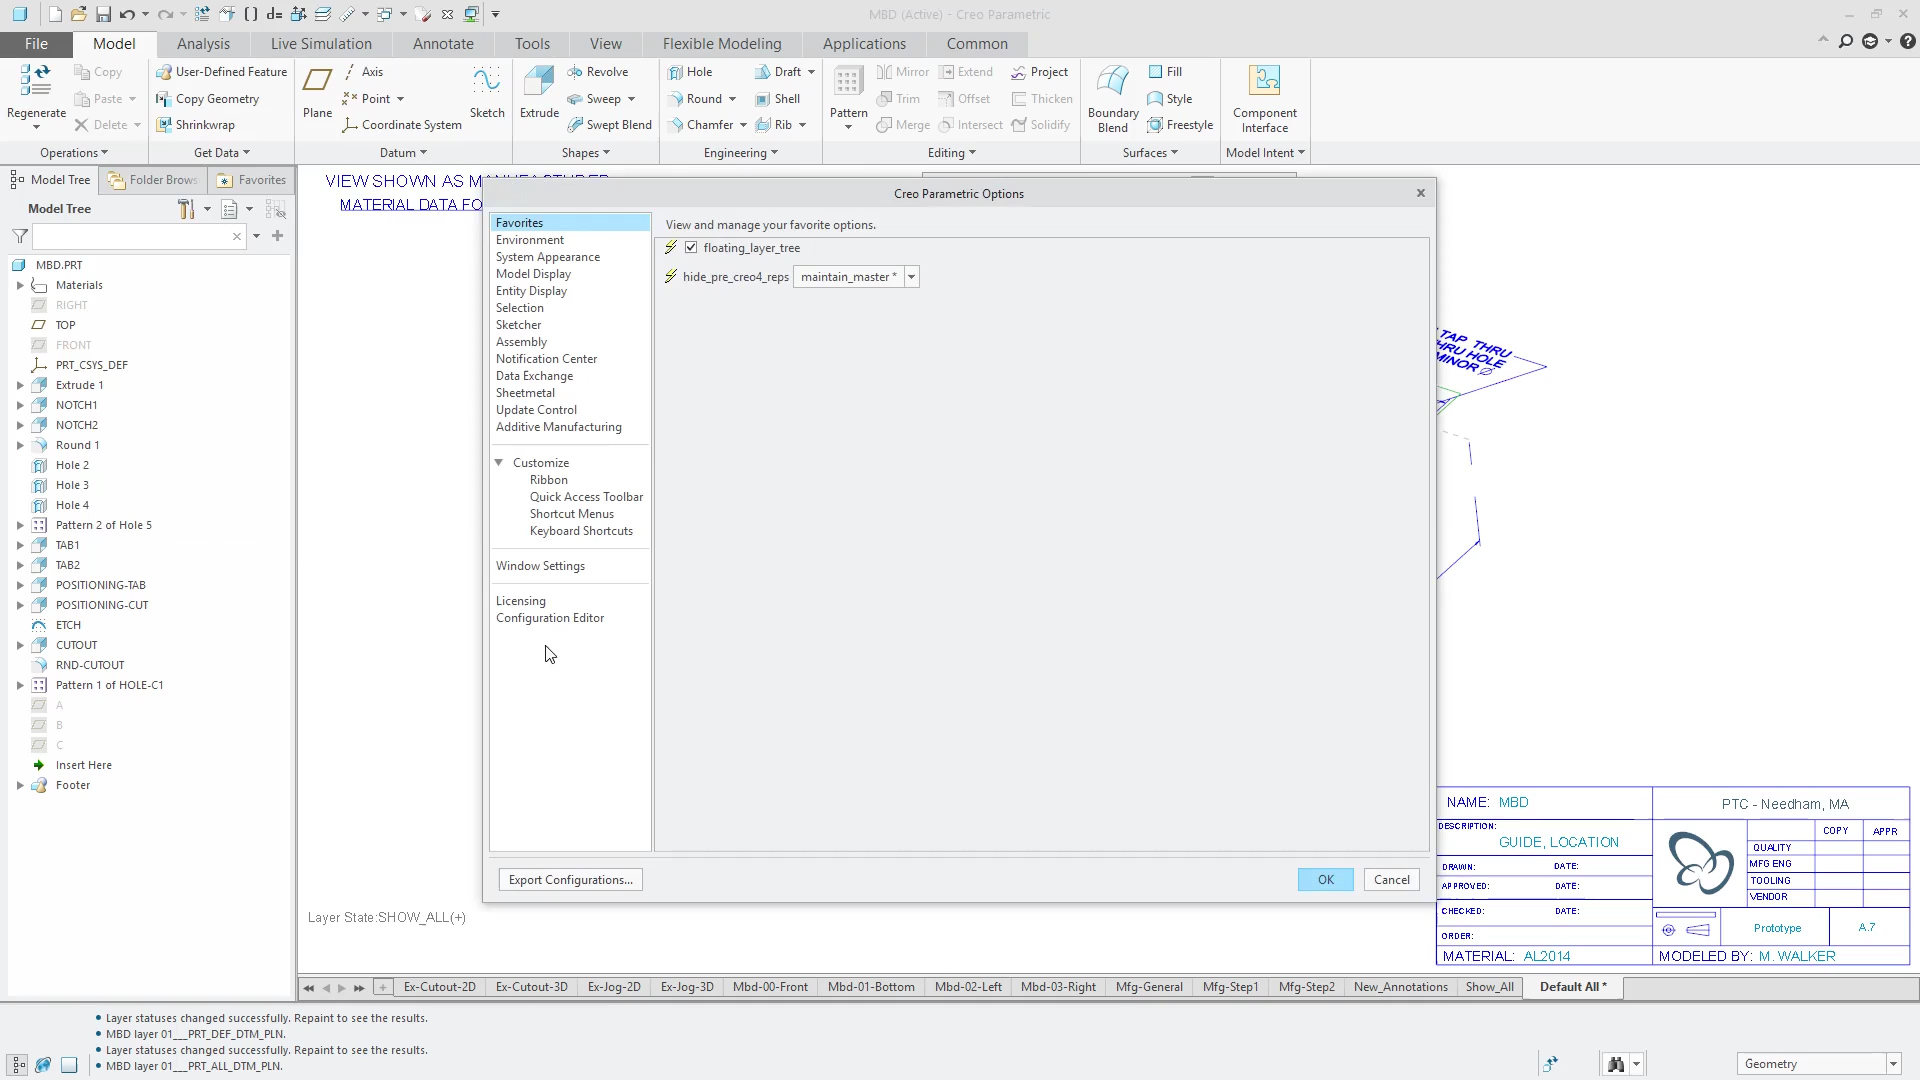 MBD (Active) - Creo Parametric
File
Model
Analysis
Live Simulation
Annotate
Tools
View
Flexible Modeling
Applications
Common
Regenerate
Copy
Paste
Delete
Operations
User-Defined Feature
Copy Geometry
Shrinkwrap
Get Data
Plane
Axis
Point
Coordinate System
Sketch
Datum
Extrude
Revolve
Sweep
Swept Blend
Shapes
Hole
Round
Chamfer
Draft
Shell
Rib
Engineering
Pattern
Mirror
Trim
Merge
Extend
Offset
Intersect
Project
Thicken
Solidify
Editing
Boundary
Blend
Fill
Style
Freestyle
Surfaces
Component
Interface
Model Intent
Model Tree
Folder Brows
Favorites
Model Tree
MBD.PRT
Materials
RIGHT
TOP
FRONT
PRT_CSYS_DEF
Extrude 1
NOTCH1
NOTCH2
Round 1
Hole 2
Hole 3
Hole 4
Pattern 2 of Hole 5
TAB1
TAB2
POSITIONING-TAB
POSITIONING-CUT
ETCH
CUTOUT
RND-CUTOUT
Pattern 1 of HOLE-C1
A
B
C
Insert Here
Footer
VIEW SHOWN AS MANUFACTURED
MATERIAL DATA FO
Creo Parametric Options
Favorites
Environment
System Appearance
Model Display
Entity Display
Selection
Sketcher
Assembly
Notification Center
Data Exchange
Sheetmetal
Update Control
Additive Manufacturing
Customize
Ribbon
Quick Access Toolbar
Shortcut Menus
Keyboard Shortcuts
Window Settings
Licensing
Configuration Editor
View and manage your favorite options.
floating_layer_tree
hide_pre_creo4_reps maintain_master *
Export Configurations...
OK
Cancel
TAP THRU
THRU HOLE
MINOR ∅
Layer State:SHOW_ALL(+)
NAME: MBD
DESCRIPTION:
GUIDE, LOCATION
DRAWN: DATE:
APPROVED: DATE:
CHECKED: DATE:
ORDER:
MATERIAL: AL2014
PTC - Needham, MA
COPY APPR
QUALITY
MFG ENG
TOOLING
VENDOR
Prototype
A.7
MODELED BY: M. WALKER
Ex-Cutout-2D
Ex-Cutout-3D
Ex-Jog-2D
Ex-Jog-3D
Mbd-00-Front
Mbd-01-Bottom
Mbd-02-Left
Mbd-03-Right
Mfg-General
Mfg-Step1
Mfg-Step2
New_Annotations
Show_All
Default All *
• Layer statuses changed successfully. Repaint to see the results.
• MBD layer 01___PRT_DEF_DTM_PLN.
• Layer statuses changed successfully. Repaint to see the results.
• MBD layer 01___PRT_ALL_DTM_PLN.
Geometry